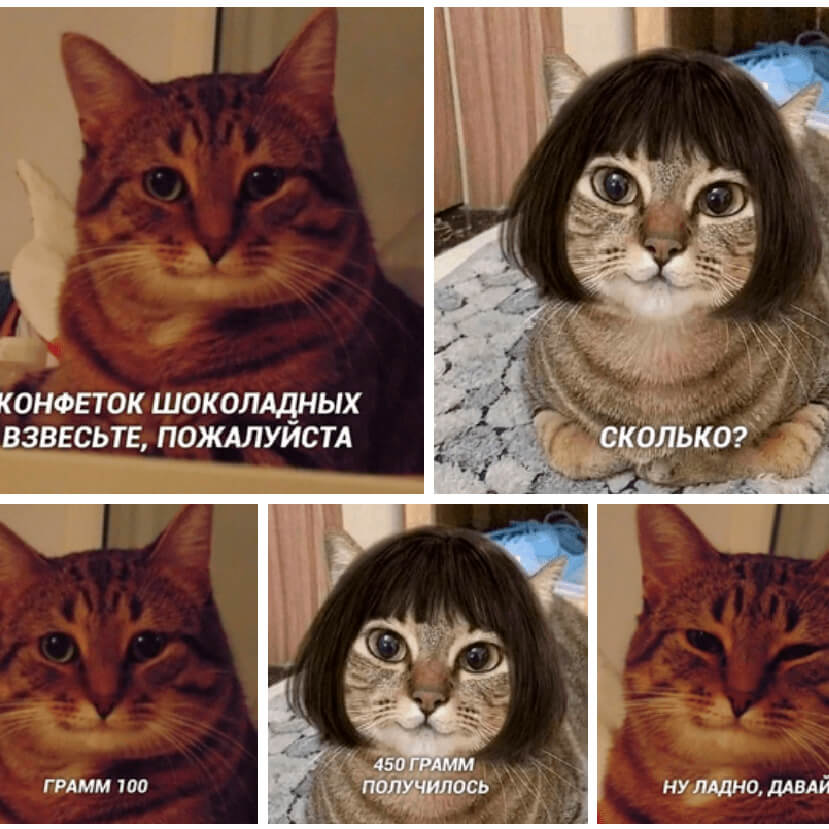 КОНФЕТОК ШОКОЛАДНЫХ
ВЗВЕСЬТЕ, ПОЖАЛУЙСТА
СКОЛЬКО?
ГРАММ 100
450 ГРАММ
ПОЛУЧИЛОСЬ
НУ ЛАДНО, ДАВАЙ